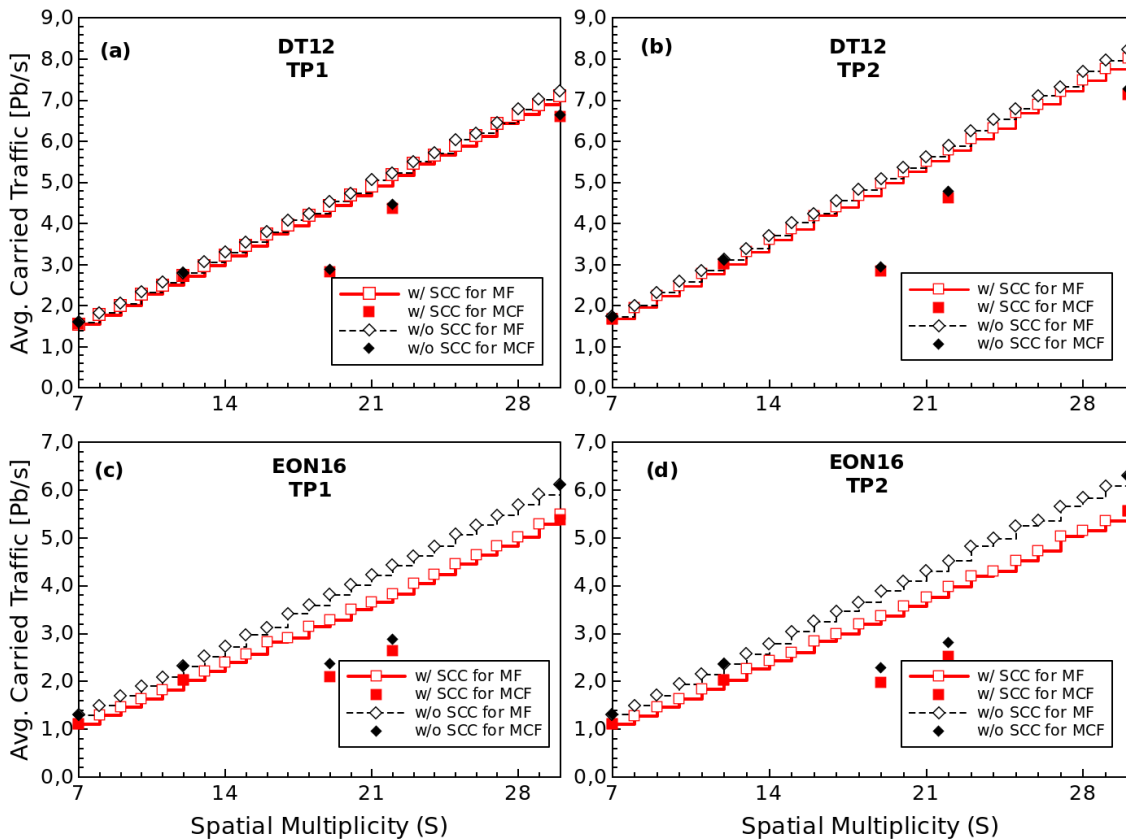 9,0
8,0
7,0
6,0
5,0
4,0
3,0
2,0
1,0
0,0
Avg. Carried Traffic [Pb/s]
(a)
DT12
TP1
w/ SCC for MF
w/ SCC for MCF
w/o SCC for MF
w/o SCC for MCF
7 14 21 28
9,0
8,0
7,0
6,0
5,0
4,0
3,0
2,0
1,0
0,0
(b)
DT12
TP2
w/ SCC for MF
w/ SCC for MCF
w/o SCC for MF
w/o SCC for MCF
7 14 21 28
7,0
6,0
5,0
4,0
3,0
2,0
1,0
0,0
Avg. Carried Traffic [Pb/s]
(c)
EON16
TP1
w/ SCC for MF
w/ SCC for MCF
w/o SCC for MF
w/o SCC for MCF
7 14 21 28
Spatial Multiplicity (S)
7,0
6,0
5,0
4,0
3,0
2,0
1,0
0,0
(d)
EON16
TP2
w/ SCC for MF
w/ SCC for MCF
w/o SCC for MF
w/o SCC for MCF
7 14 21 28
Spatial Multiplicity (S)